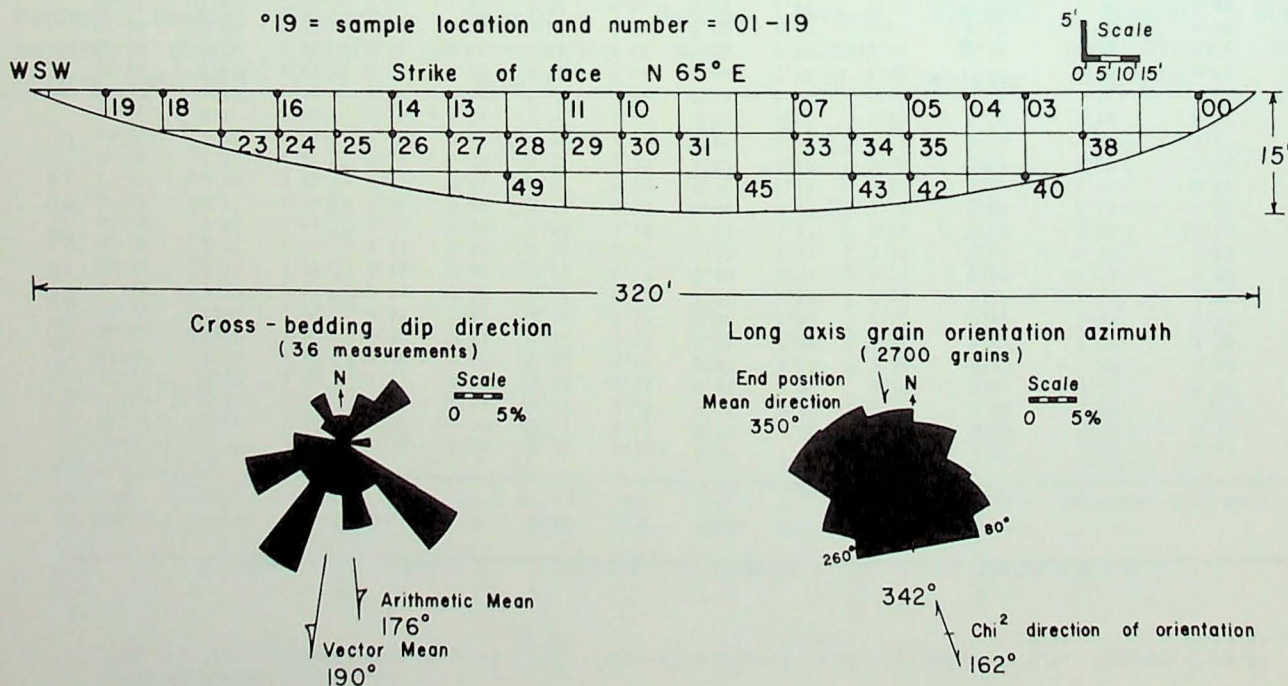 °19 = sample location and number = 01-19
5' Scale
0' 5' 10' 15'
WSW
Strike of face N 65° E
19 18 16 14 13 11 10 07 05 04 03 00
23 24 25 26 27 28 29 30 31 33 34 35 38
15'
49 45 43 42 40
320'
Cross-bedding dip direction
(36 measurements)
N
Scale
0 5%
Arithmetic Mean
176°
Vector Mean
190°
Long axis grain orientation azimuth
(2700 grains)
End position
Mean direction
350°
N
Scale
0 5%
260° 80°
342°
Chi² direction of orientation
162°